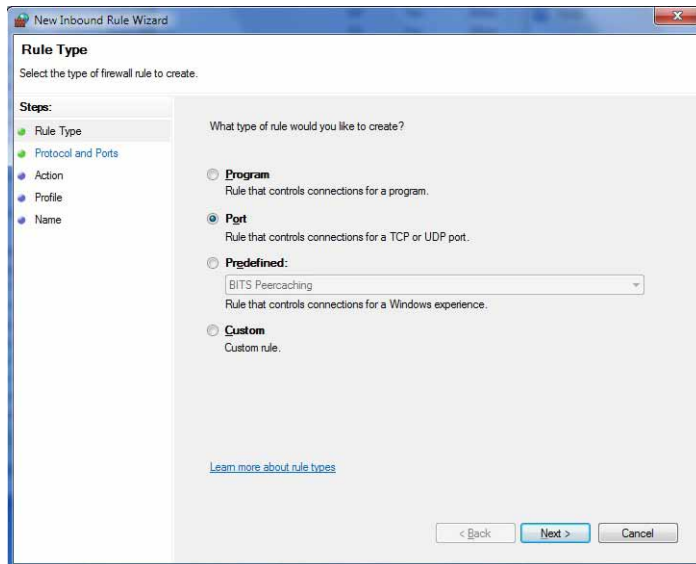 New Inbound Rule Wizard
Rule Type
Select the type of firewall rule to create.
Steps:
Rule Type
Protocol and Ports
Action
Profile
Name
What type of rule would you like to create?
Program
Rule that controls connections for a program.
Port
Rule that controls connections for a TCP or UDP port.
Predefined:
BITS Peercaching
Rule that controls connections for a Windows experience.
Custom
Custom rule.
Learn more about rule types
< Back
Next >
Cancel